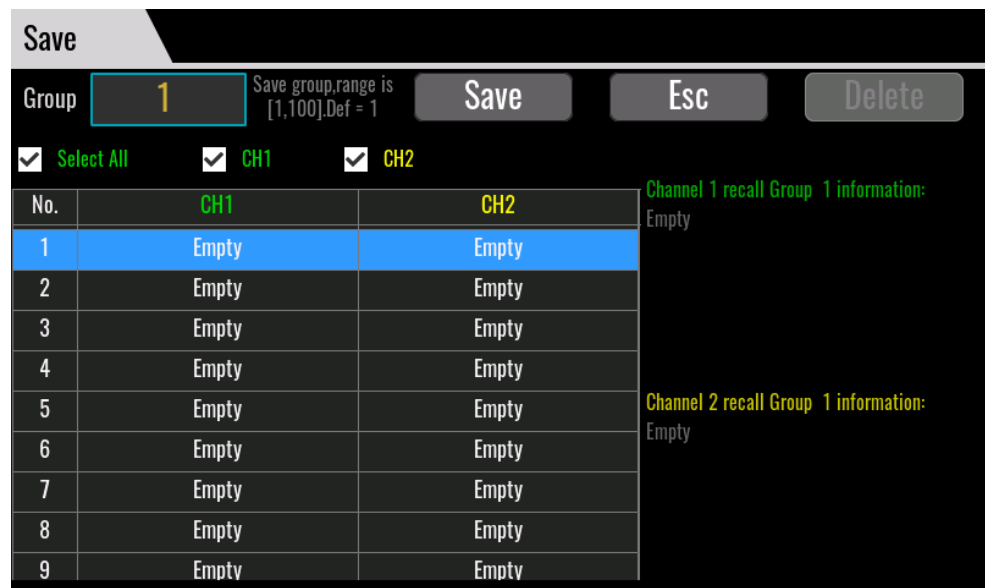 Save
Group 1 Save group,range is
[1,100].Def = 1 Save Esc Delete
Select All CH1 CH2
No. CH1 CH2
1 Empty Empty
2 Empty Empty
3 Empty Empty
4 Empty Empty
5 Empty Empty
6 Empty Empty
7 Empty Empty
8 Empty Empty
9 Empty Empty
Channel 1 recall Group 1 information:
Empty
Channel 2 recall Group 1 information:
Empty